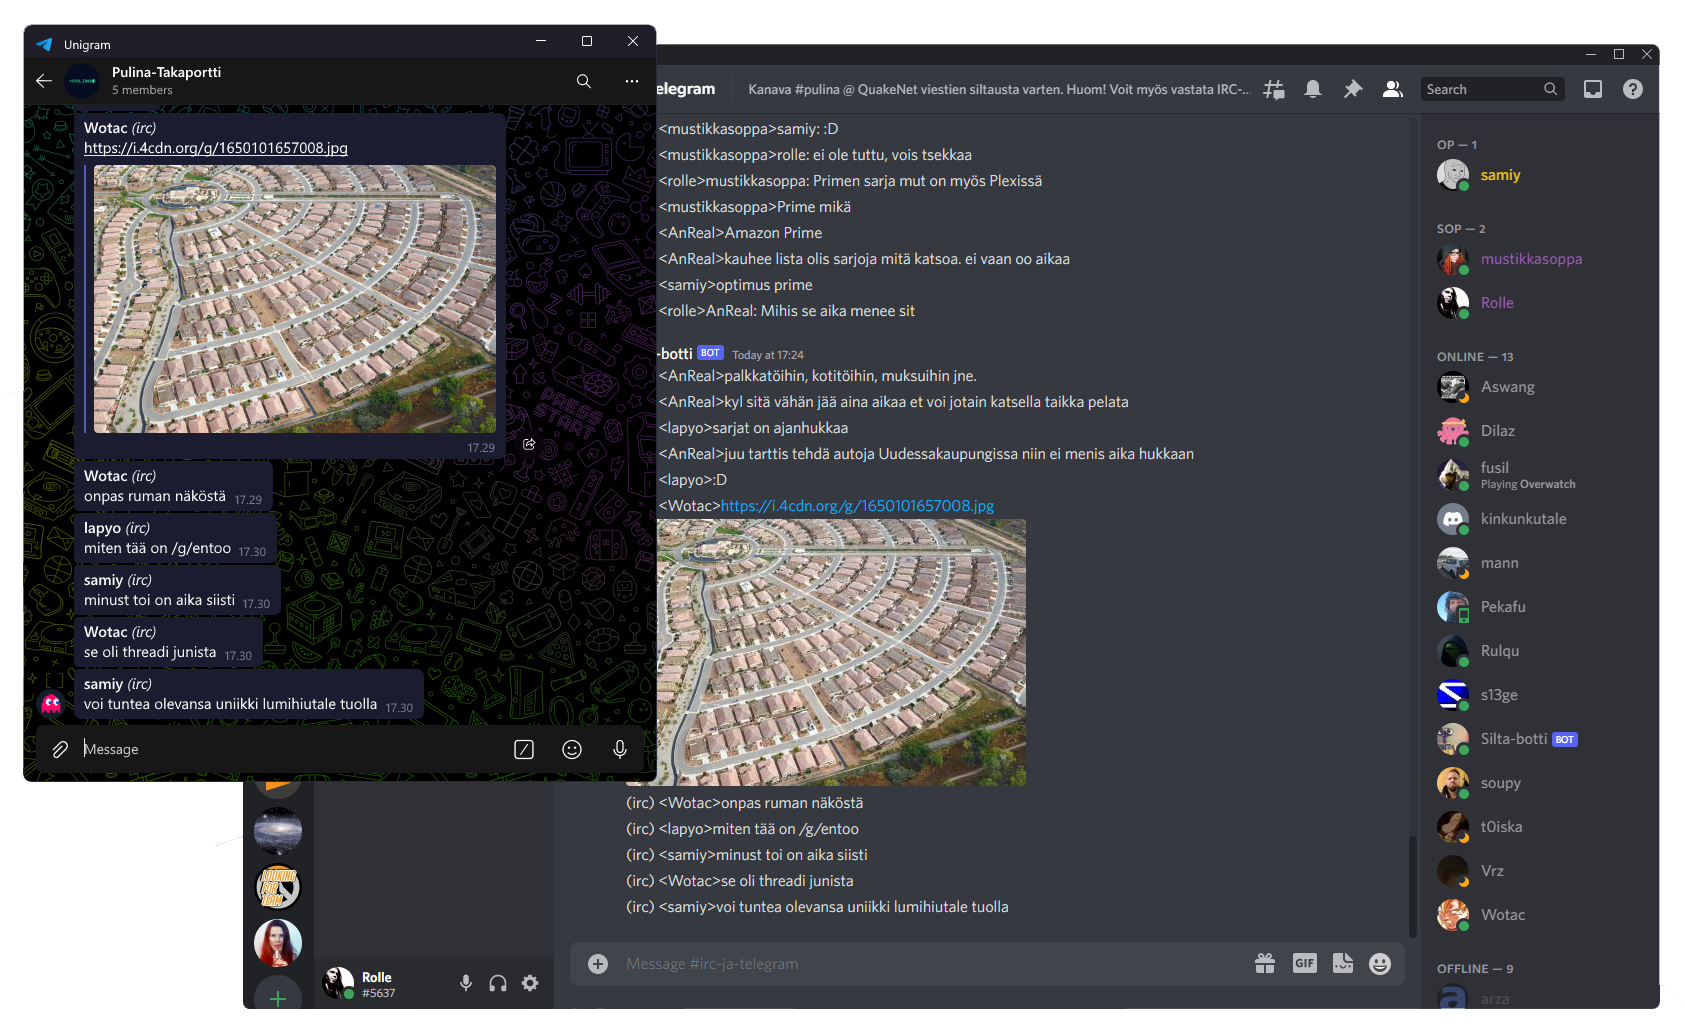 Unigram
Pulina-Takaportti
5 members
Wotac (irc)
https://i.4cdn.org/g/1650101657008.jpg
17.29
Wotac (irc)
onpas ruman näköstä 17.29
lapyo (irc)
miten tää on /g/entoo 17.30
samiy (irc)
minust toi on aika siisti 17.30
Wotac (irc)
se oli threadi junista 17.30
samiy (irc)
voi tuntea olevansa uniikki lumihiutale tuolla 17.30
Message
PRESS START
LOOKING FOR TEAM
Rolle
#5637
elegram
Kanava #pulina @ QuakeNet viestien siltausta varten. Huom! Voit myös vastata IRC-...
Search
<mustikkasoppa>samiy: :D
<mustikkasoppa>rolle: ei ole tuttu, vois tsekkaa
<rolle>mustikkasoppa: Primen sarja mut on myös Plexissä
<mustikkasoppa>Prime mikä
<AnReal>Amazon Prime
<AnReal>kauhee lista olis sarjoja mitä katsoa. ei vaan oo aikaa
<samiy>optimus prime
<rolle>AnReal: Mihis se aika menee sit
-botti BOT Today at 17:24
<AnReal>palkkatöihin, kotitöihin, muksuihin jne.
<AnReal>kyl sitä vähän jää aina aikaa et voi jotain katsella taikka pelata
<lapyo>sarjat on ajanhukkaa
<AnReal>juu tarttis tehdä autoja Uudessakaupungissa niin ei menis aika hukkaan
<lapyo>:D
<Wotac>https://i.4cdn.org/g/1650101657008.jpg
(irc) <Wotac>onpas ruman näköstä
(irc) <lapyo>miten tää on /g/entoo
(irc) <samiy>minust toi on aika siisti
(irc) <Wotac>se oli threadi junista
(irc) <samiy>voi tuntea olevansa uniikki lumihiutale tuolla
Message #irc-ja-telegram
GIF
OP — 1
samiy
SOP — 2
mustikkasoppa
Rolle
ONLINE — 13
Aswang
Dilaz
fusil
Playing Overwatch
kinkunkutale
mann
Pekafu
Rulqu
s13ge
Silta-botti BOT
soupy
t0iska
Vrz
Wotac
OFFLINE — 9
arza